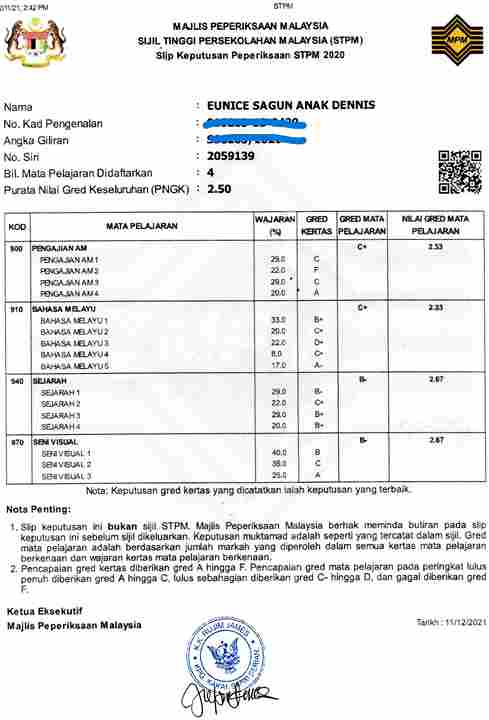 11/21, 2:42 PM STPM
MAJLIS PEPERIKSAAN MALAYSIA
SIJIL TINGGI PERSEKOLAHAN MALAYSIA (STPM)
Slip Keputusan Peperiksaan STPM 2020
MPM
Nama : EUNICE SAGUN ANAK DENNIS
No. Kad Pengenalan :
Angka Giliran :
No. Siri : 2059139
Bil. Mata Pelajaran Didaftarkan : 4
Purata Nilai Gred Keseluruhan (PNGK) : 2.50
KOD MATA PELAJARAN WAJARAN (%) GRED KERTAS GRED MATA PELAJARAN NILAI GRED MATA PELAJARAN
900 PENGAJIAN AM C+ 2.33
PENGAJIAN AM 1 29.0 C
PENGAJIAN AM 2 22.0 F
PENGAJIAN AM 3 29.0 C
PENGAJIAN AM 4 20.0 A
910 BAHASA MELAYU C+ 2.33
BAHASA MELAYU 1 33.0 B+
BAHASA MELAYU 2 20.0 C+
BAHASA MELAYU 3 22.0 D+
BAHASA MELAYU 4 8.0
BAHASA MELAYU 5 17.0 A-
940 SEJARAH B- 2.67
SEJARAH 1 29.0 B-
SEJARAH 2 22.0 C+
SEJARAH 3 29.0 B+
SEJARAH 4 20.0 B+
970 SENI VISUAL B- 2.67
SENI VISUAL 1 40.0 B
SENI VISUAL 2 C
SENI VISUAL 3 25.0 A
Nota: Keputusan gred kertas yang dicatatkan ialah keputusan yang terbaik.
Nota Penting:
1. Slip keputusan ini bukan sijil STPM. Majlis Peperiksaan Malaysia berhak meminda butiran pada slip
keputusan ini sebelum sijil dikeluarkan. Keputusan muktamad adalah seperti yang tercatat dalam sijil. Gred
mata pelajaran adalah berdasarkan jumlah markah yang diperoleh dalam semua kertas mata pelajaran
berkenaan dan wajaran kertas mata pelajaran berkenaan.
2. Pencapaian gred kertas diberikan gred A hingga F. Pencapaian gred mata pelajaran pada peringkat lulus
penuh diberikan gred A hingga C, lulus sebahagian diberikan gred C- hingga D, dan gagal diberikan gred
F.
Ketua Eksekutif
Majlis Peperiksaan Malaysia
Tarikh : 11/12/2021